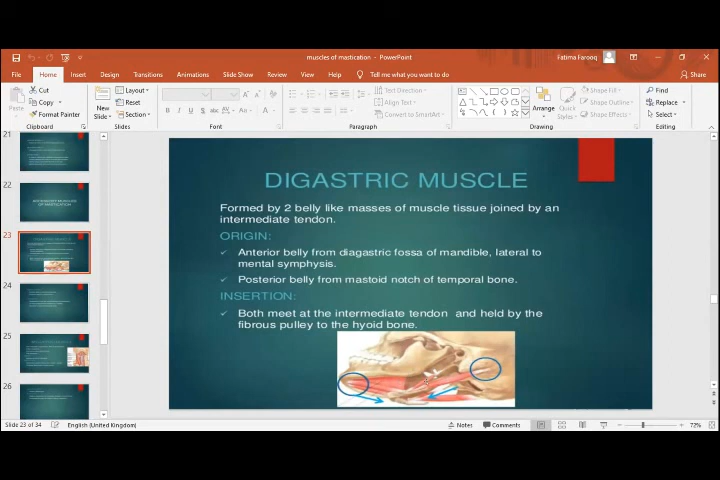 muscles of mastication - PowerPoint
Fatima Farooq
File Home Insert Design Transitions Animations Slide Show Review View Help Tell me what you want to do Share
Paste
Cut
Copy
Format Painter
Clipboard
New Slide
Layout
Reset
Section
Slides
Font
Text Direction
Align Text
Convert to SmartArt
Paragraph
Arrange
Quick Styles
Shape Fill
Shape Outline
Shape Effects
Drawing
Find
Replace
Select
Editing
21
22
ACCESSORY MUSCLES
OF MASTICATION
23
24
25
26
DIGASTRIC MUSCLE
Formed by 2 belly like masses of muscle tissue joined by an
intermediate tendon.
ORIGIN:
Anterior belly from diagastric fossa of mandible, lateral to
mental symphysis.
Posterior belly from mastoid notch of temporal bone.
INSERTION:
Both meet at the intermediate tendon and held by the
fibrous pulley to the hyoid bone.
Slide 23 of 34 English (United Kingdom) Notes Comments 72%